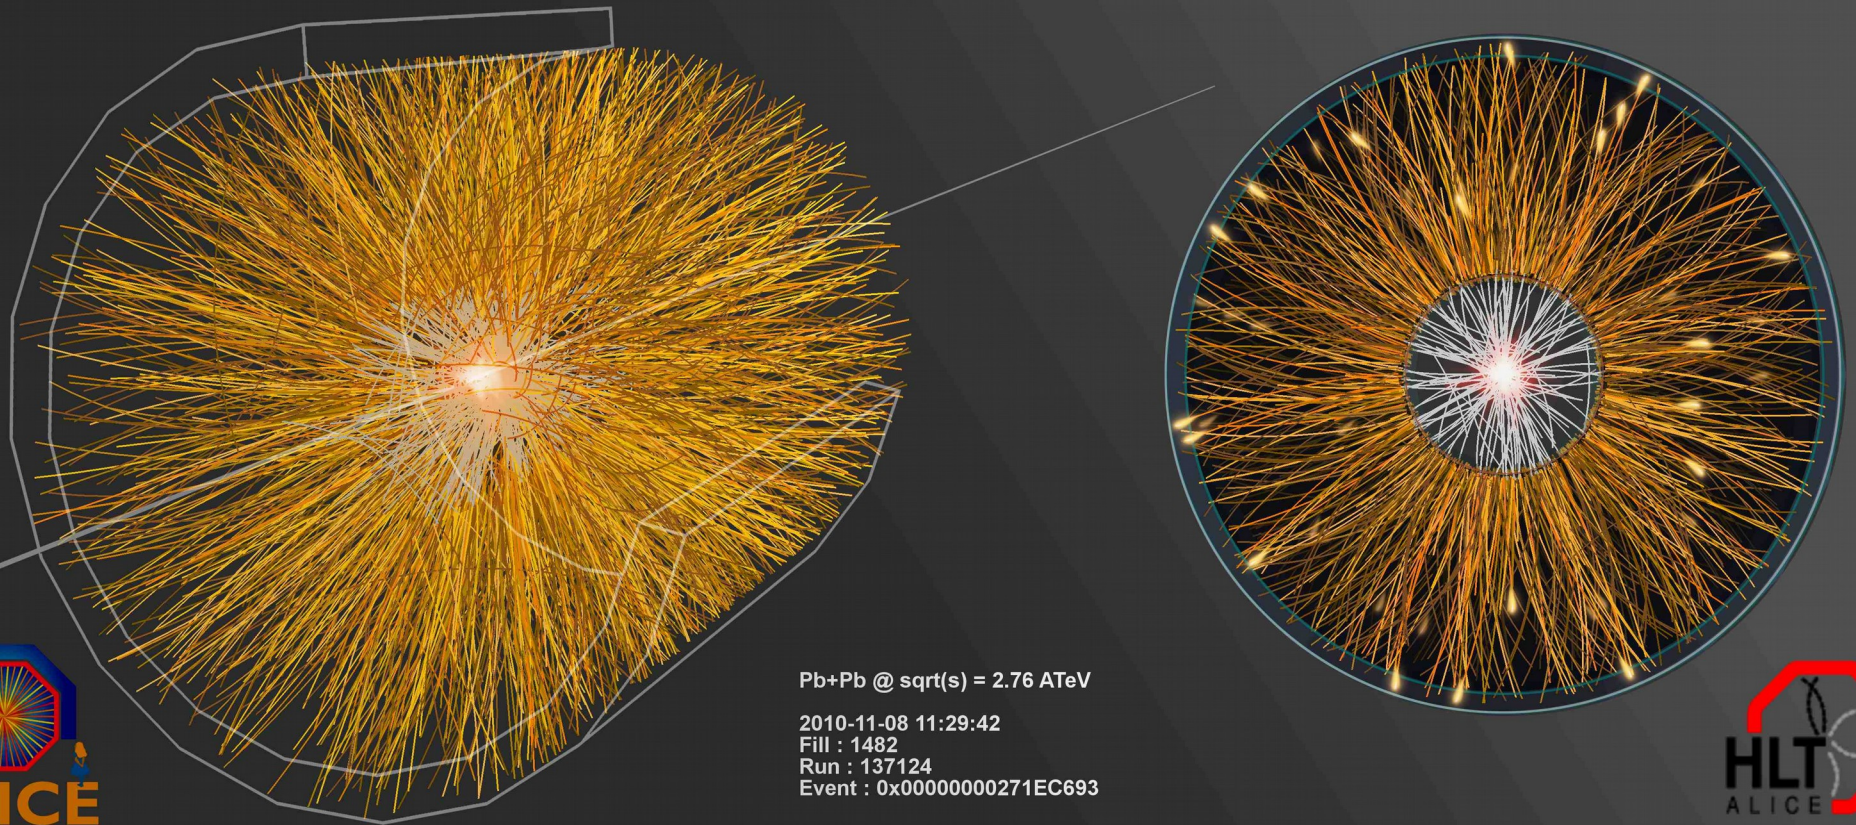 Pb+Pb @ sqrt(s) = 2.76 ATeV
2010-11-08 11:29:42
Fill : 1482
Run : 137124
Event : 0x00000000271EC693
ICE
HLT
ALICE